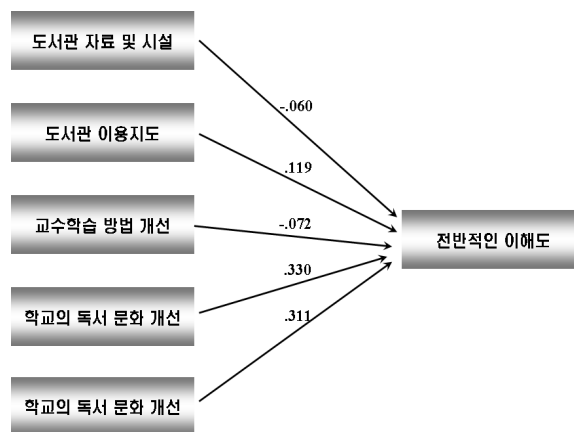 도서관 자료 및 시설
-.060
도서관 이용지도
.119
교수학습 방법 개선
-.072
전반적인 이해도
.330
학교의 독서 문화 개선
.311
학교의 독서 문화 개선